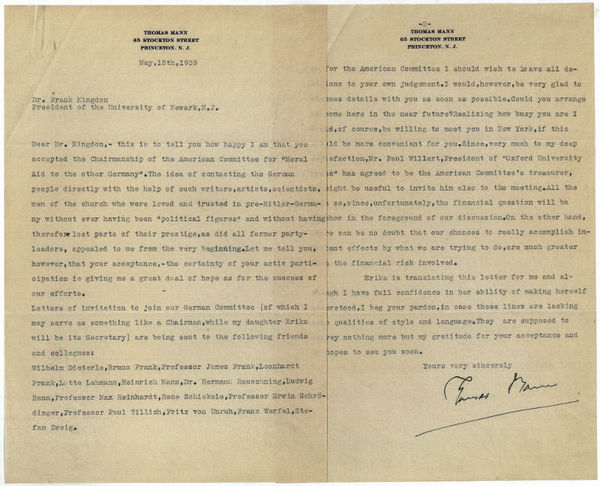 THOMAS MANN
65 STOCKTON STREET
PRINCETON, N. J.
May,15th,1939
Dr. Frank Kingdon
President of the University of Newark,N.J.
Dear Dr. Kingdon,- this is to tell you how happy I am that you
accepted the Chairmanship of the American Committee for "Moral
Aid to the other Germany".The idea of contacting the German
people directly with the help of such writers,artists,scientists,
men of the church who were loved and trusted in pre-Hitler-Germa-
ny without ever having been "political figures" and without having
therefore lost parts of their prestige,as did all former party-
leaders, appealed to me from the very beginning.Let me tell you,
however,that your acceptance,-the certainty of your activ parti-
cipation is giving me a great deal of hope as for the success of
our efforts.
Letters of invitation to join our German Committee (of which I
may serve as something like a Chairman,while my daughter Erika
will be its Secretary) are being sent to the following friends
and collegues:
Wilhelm Dieterle,Bruno Frank,Professor James Frank,Leonhardt
Frank,Lotte Lehmann,Heinrich Mann,Dr. Hermann Rauschning,Ludwig
Renn,Professor Max Reinhardt,Rene Schickele,Professor Erwin Schrö-
dinger,Professor Paul Tillich,Fritz von Unruh,Franz Werfel,Ste-
fan Zweig.
-2-
THOMAS MANN
65 STOCKTON STREET
PRINCETON, N. J.
for the American Committee I should wish to leave all de-
ions to your own judgement.I would,however,be very glad to
cuss details with you as soon as possible.Could you arrange
ome here in the near future?Realizing how busy you are I
ld,of course,be willing to meet you in New York,if this
ld be more conveniant for you.Since,very much to my deep
isfaction,Mr. Paul Willert,President of "Oxford University
ess" has agreed to be the American Committee's treasurer,
ight be useful to invite him also to the meeting.All the
e so,since,unfortunately,the financial question will be
how in the foreground of our discussion.On the other hand,
re can be no doubt that our chances to really accomplish im-
tant effects by what we are trying to do,are much greater
n the financial risk involved.
Erika is translating this letter for me and al-
ugh I have full confidence in her ability of making herself
erstood,I beg your pardon,in case these lines are lacking
e qualities of style and language.They are supposed to
vey nothing more but my gratitude for your acceptance and
hopes to see you soon.
Yours very sincerely
Thomas Mann